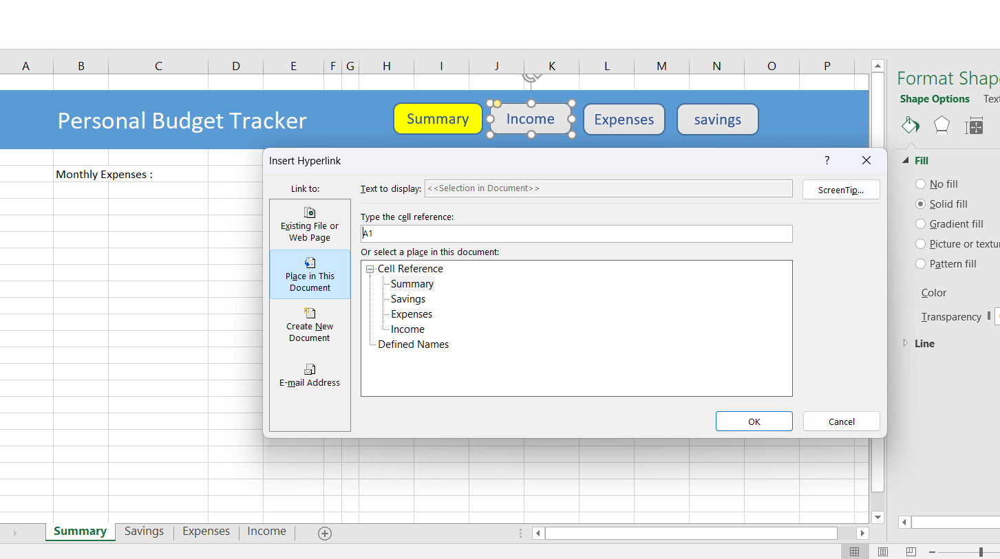 A B C D E F G H I J K L M N O P
Personal Budget Tracker
Summary Income Expenses savings
Monthly Expenses :
Insert Hyperlink ?
Link to:
Text to display: <<Selection in Document>> ScreenTip...
Existing File or
Web Page
Place in This
Document
Create New
Document
E-mail Address
Type the cell reference:
A1
Or select a place in this document:
Cell Reference
Summary
Savings
Expenses
Income
Defined Names
OK Cancel
Format Shape
Shape Options Text
Fill
No fill
Solid fill
Gradient fill
Picture or textu
Pattern fill
Color
Transparency
Line
Summary Savings Expenses Income